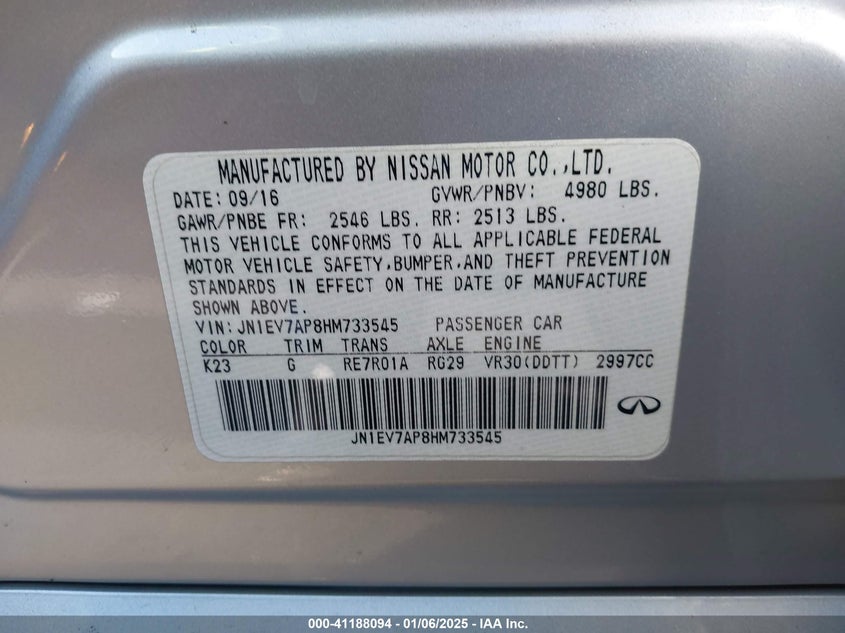 MANUFACTURED BY NISSAN MOTOR CO.,LTD.
DATE: 09/16 GVWR/PNBV: 4980 LBS.
GAWR/PNBE FR: 2546 LBS. RR: 2513 LBS.
THIS VEHICLE CONFORMS TO ALL APPLICABLE FEDERAL
MOTOR VEHICLE SAFETY,BUMPER,AND THEFT PREVENTION
STANDARDS IN EFFECT ON THE DATE OF MANUFACTURE
SHOWN ABOVE.
VIN:JN1EV7AP8HM733545 PASSENGER CAR
COLOR TRIM TRANS AXLE ENGINE
K23 G RE7R01A RG29 VR30(DDTT) 2997CC
JN1EV7AP8HM733545
000-41188094 - 01/06/2025 - IAA Inc.